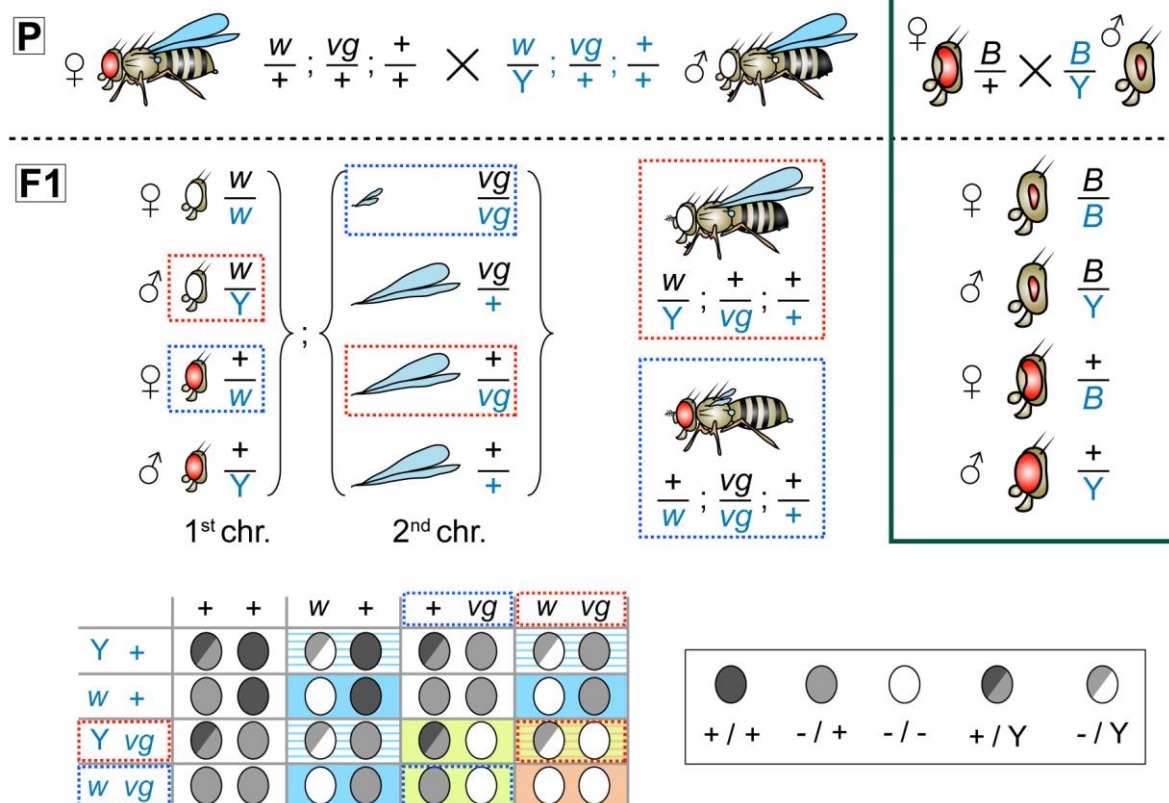 P ♀ w/+ ; vg/+ ; +/+ × w/Y ; vg/+ ; +/+ ♂
♀ B/+ × B/Y ♂
F1
♀ w/w
♂ w/Y
♀ +/w
♂ +/Y
1st chr.
;
vg/vg
vg/+
+/vg
+/+
2nd chr.
w/Y ; +/vg ; +/+
+/w ; vg/vg ; +/+
♀ B/B
♂ B/Y
♀ +/B
♂ +/Y
+ + w + + vg w vg
Y +
w +
Y vg
w vg
+/+ -/+ -/- +/Y -/Y